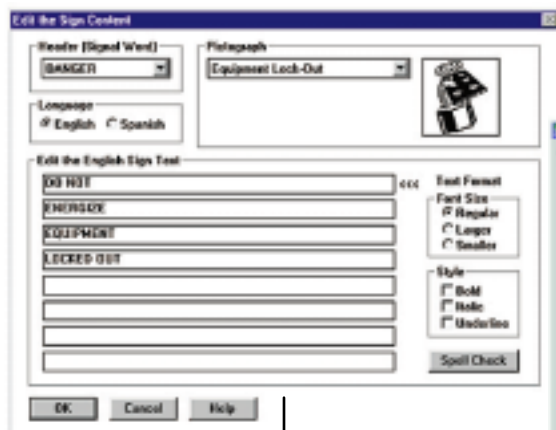 Edit the Sign Content
Header (Signal Word)
DANGER
Pictograph
Equipment Lock-Out
Language
English Spanish
Edit the English Sign Text
DO NOT
<<<
ENERGIZE
EQUIPMENT
LOCKED OUT
Text Format
Font Size
Regular
Larger
Smaller
Style
Bold
Italic
Underline
Spell Check
OK Cancel Help